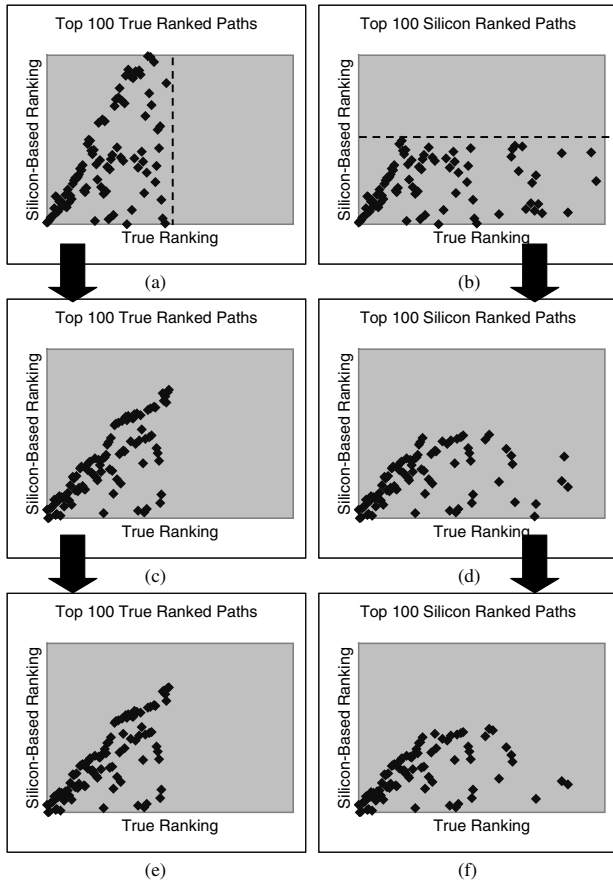 Top 100 True Ranked Paths
Silicon-Based Ranking
True Ranking
(a)
Top 100 Silicon Ranked Paths
Silicon-Based Ranking
True Ranking
(b)
Top 100 True Ranked Paths
Silicon-Based Ranking
True Ranking
(c)
Top 100 Silicon Ranked Paths
Silicon-Based Ranking
True Ranking
(d)
Top 100 True Ranked Paths
Silicon-Based Ranking
True Ranking
(e)
Top 100 Silicon Ranked Paths
Silicon-Based Ranking
True Ranking
(f)